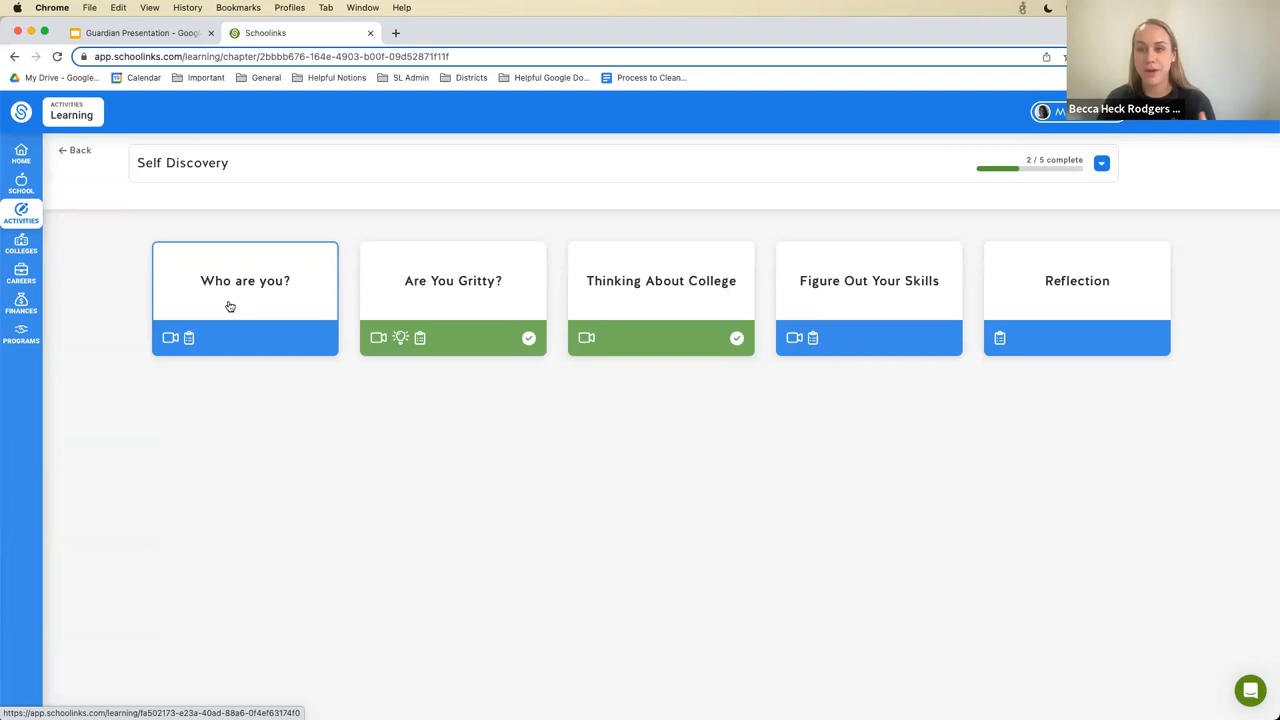 Chrome File Edit View History Bookmarks Profiles Tab Window Help
Guardian Presentation - Googl
Schoolinks
app.schoolinks.com/learning/chapter/2bbbb676-164e-4903-b00f-09d52871f11f
My Drive - Google... Calendar Important General Helpful Notions SL Admin Districts Helpful Google Do... Process to Clean...
Becca Heck Rodgers ...
ACTIVITIES
Learning
Back
Self Discovery
2 / 5 complete
HOME
SCHOOL
ACTIVITIES
COLLEGES
CAREERS
FINANCES
PROGRAMS
Who are you?
Are You Gritty?
Thinking About College
Figure Out Your Skills
Reflection
https://app.schoolinks.com/learning/fa502173-e23a-40ad-88a6-0f4ef63174f0